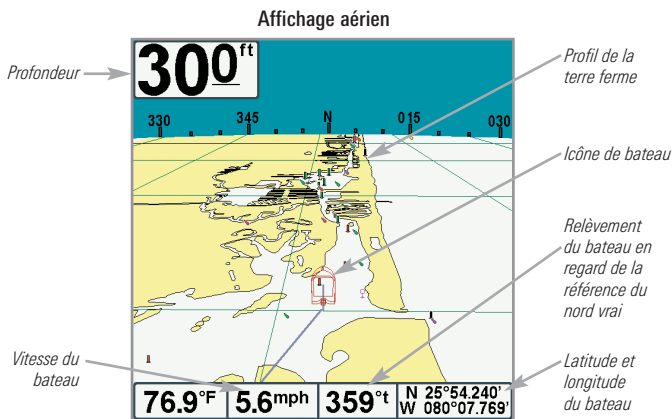 Affichage aérien
Profondeur
300 ft
Profil de la
terre ferme
330 345 N 015 030
Icône de bateau
Relèvement
du bateau en
regard de la
référence du
nord vrai
Vitesse du
bateau
76.9°F
5.6mph
359°t
N 25°54.240'
W 080°07.769'
Latitude et
longitude
du bateau